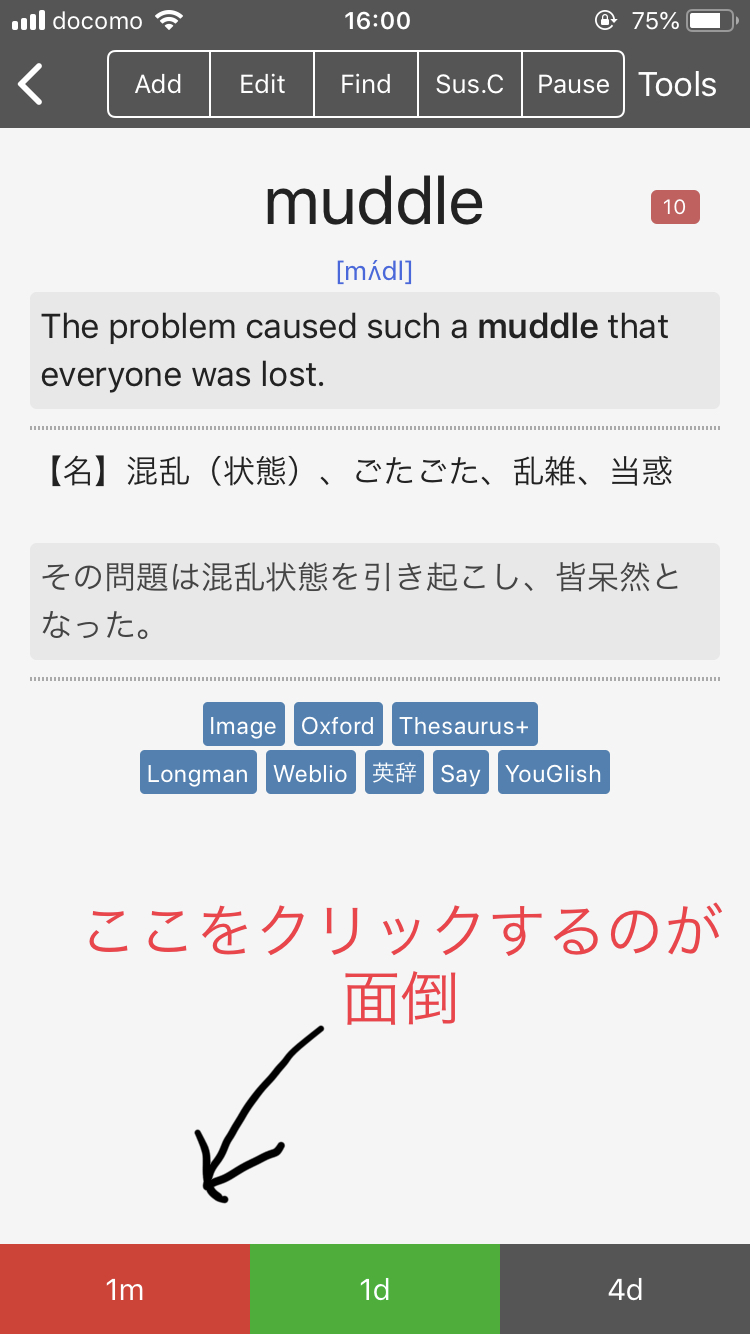 docomo 16:00 75%
Add Edit Find Sus.C Pause Tools
muddle
10
[mʌ́dl]
The problem caused such a muddle that
everyone was lost.
【名】混乱（状態）、ごたごた、乱雑、当惑
その問題は混乱状態を引き起こし、皆呆然と
なった。
Image Oxford Thesaurus+
Longman Weblio 英辞 Say YouGlish
ここをクリックするのが
面倒
1m 1d 4d